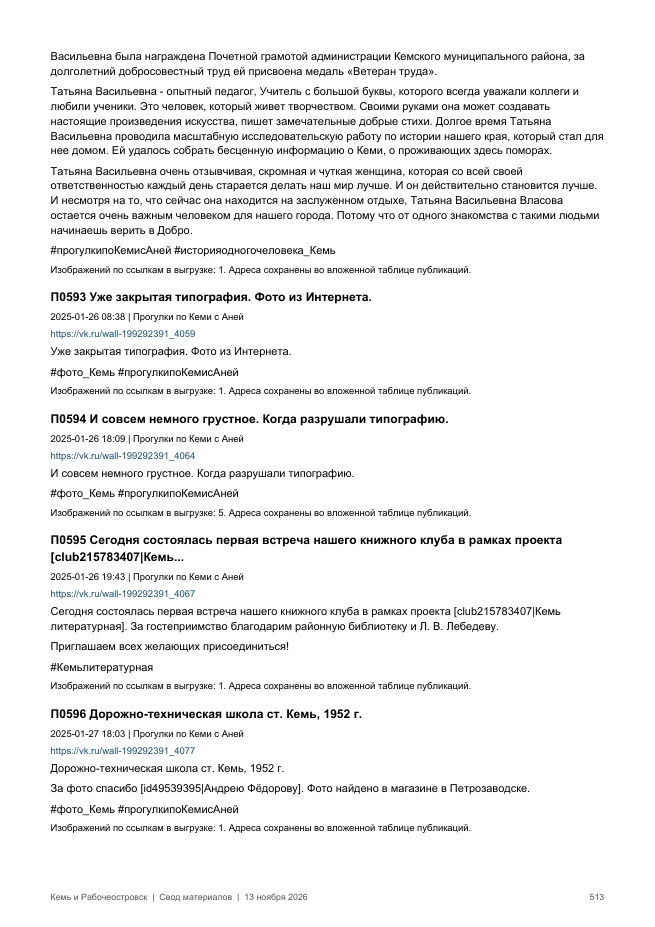 Васильевна была награждена Почетной грамотой администрации Кемского муниципального района, за
долголетний добросовестный труд ей присвоена медаль «Ветеран труда».
Татьяна Васильевна - опытный педагог, Учитель с большой буквы, которого всегда уважали коллеги и
любили ученики. Это человек, который живет творчеством. Своими руками она может создавать
настоящие произведения искусства, пишет замечательные добрые стихи. Долгое время Татьяна
Васильевна проводила масштабную исследовательскую работу по истории нашего края, который стал для
нее домом. Ей удалось собрать бесценную информацию о Кеми, о проживающих здесь поморах.
Татьяна Васильевна очень отзывчивая, скромная и чуткая женщина, которая со всей своей
ответственностью каждый день старается делать наш мир лучше. И он действительно становится лучше.
И несмотря на то, что сейчас она находится на заслуженном отдыхе, Татьяна Васильевна Власова
остается очень важным человеком для нашего города. Потому что от одного знакомства с такими людьми
начинаешь верить в Добро.
#прогулкипоКемисАней #историяодногочеловека_Кемь
Изображений по ссылкам в выгрузке: 1. Адреса сохранены во вложенной таблице публикаций.
П0593 Уже закрытая типография. Фото из Интернета.
2025-01-26 08:38 | Прогулки по Кеми с Аней
https://vk.ru/wall-199292391_4059
Уже закрытая типография. Фото из Интернета.
#фото_Кемь #прогулкипоКемисАней
Изображений по ссылкам в выгрузке: 1. Адреса сохранены во вложенной таблице публикаций.
П0594 И совсем немного грустное. Когда разрушали типографию.
2025-01-26 18:09 | Прогулки по Кеми с Аней
https://vk.ru/wall-199292391_4064
И совсем немного грустное. Когда разрушали типографию.
#фото_Кемь #прогулкипоКемисАней
Изображений по ссылкам в выгрузке: 5. Адреса сохранены во вложенной таблице публикаций.
П0595 Сегодня состоялась первая встреча нашего книжного клуба в рамках проекта
[club215783407|Кемь...
2025-01-26 19:43 | Прогулки по Кеми с Аней
https://vk.ru/wall-199292391_4067
Сегодня состоялась первая встреча нашего книжного клуба в рамках проекта [club215783407|Кемь
литературная]. За гостеприимство благодарим районную библиотеку и Л. В. Лебедеву.
Приглашаем всех желающих присоединиться!
#Кемьлитературная
Изображений по ссылкам в выгрузке: 1. Адреса сохранены во вложенной таблице публикаций.
П0596 Дорожно-техническая школа ст. Кемь, 1952 г.
2025-01-27 18:03 | Прогулки по Кеми с Аней
https://vk.ru/wall-199292391_4077
Дорожно-техническая школа ст. Кемь, 1952 г.
За фото спасибо [id49539395|Андрею Фёдорову]. Фото найдено в магазине в Петрозаводске.
#фото_Кемь #прогулкипоКемисАней
Изображений по ссылкам в выгрузке: 1. Адреса сохранены во вложенной таблице публикаций.
Кемь и Рабочеостровск | Свод материалов | 13 ноября 2026
513